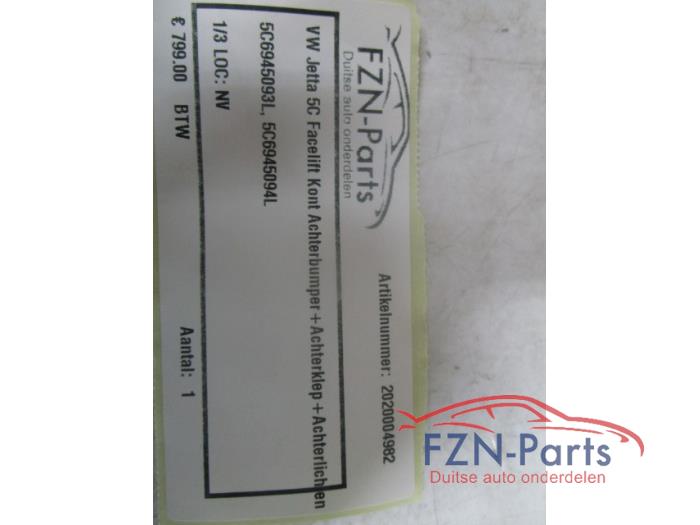 FZN-Parts
Duitse auto onderdelen
Artikelnummer: 2020004982
VW Jetta 5C Facelift Kont Achterbumper+Achterklep+Achterlichten
5C6945093L, 5C6945094L
1/3 LOC: NV
€ 799.00 BTW
Aantal: 1
FZN-Parts
Duitse auto onderdelen